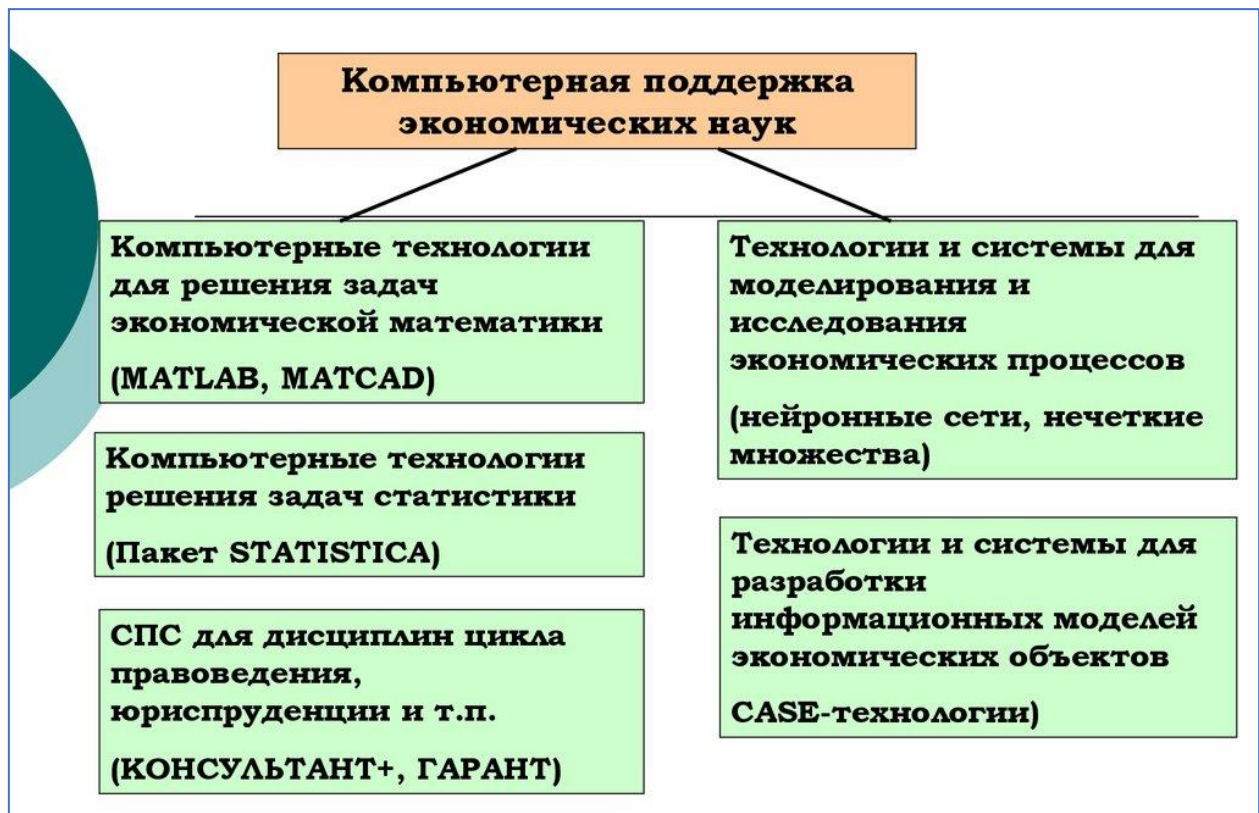 Компьютерная поддержка
экономических наук
Компьютерные технологии
для решения задач
экономической математики
(MATLAB, MATCAD)
Компьютерные технологии
решения задач статистики
(Пакет STATISTICA)
СПС для дисциплин цикла
правоведения,
юриспруденции и т.п.
(КОНСУЛЬТАНТ+, ГАРАНТ)
Технологии и системы для
моделирования и
исследования
экономических процессов
(нейронные сети, нечеткие
множества)
Технологии и системы для
разработки
информационных моделей
экономических объектов
CASE-технологии)